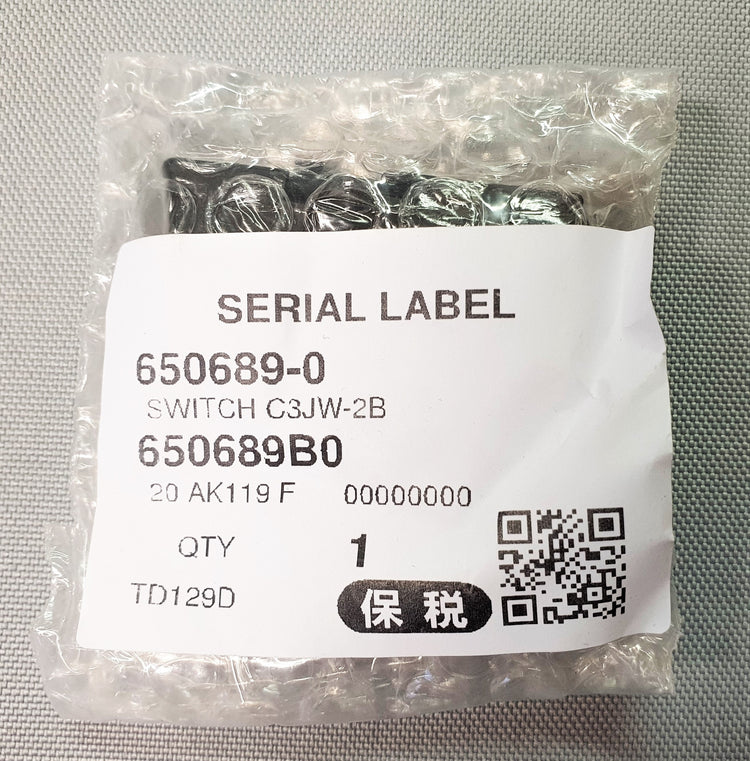 SERIAL LABEL
650689-0
SWITCH C3JW-2B
650689B0
20 AK119 F 00000000
QTY 1
TD129D 保税